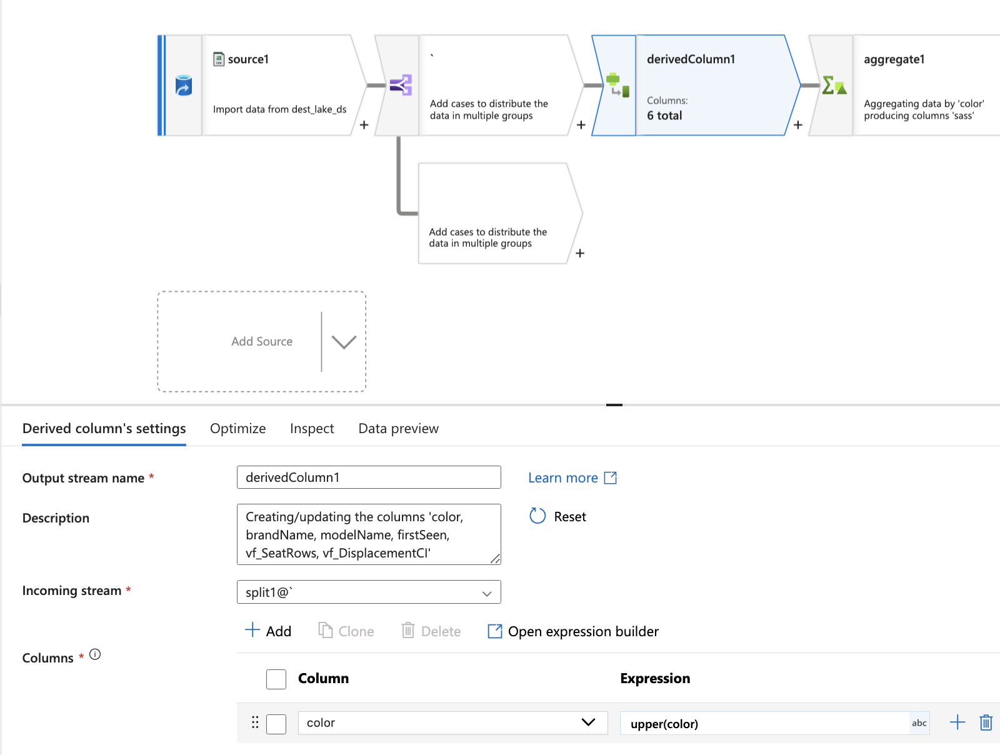 source1
Import data from dest_lake_ds
+
`
Add cases to distribute the
data in multiple groups
+
derivedColumn1
Columns:
6 total
+
aggregate1
Aggregating data by 'color'
producing columns 'sass'
Add cases to distribute the
data in multiple groups
+
Add Source
Derived column's settings Optimize Inspect Data preview
Output stream name * derivedColumn1 Learn more
Description Creating/updating the columns 'color,
brandName, modelName, firstSeen,
vf_SeatRows, vf_DisplacementCI'
Reset
Incoming stream * split1@`
Add Clone Delete Open expression builder
Columns *
Column Expression
color upper(color) abc